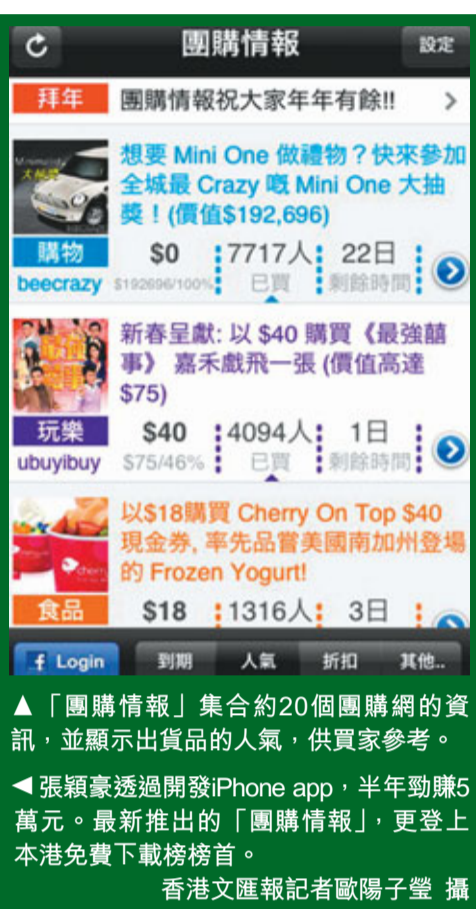 團購情報
設定
拜年 團購情報祝大家年年有餘!!
想要 Mini One 做禮物？快來參加
全城最 Crazy 嘅 Mini One 大抽
獎！(價值$192,696)
購物 $0 7717人 22日
beecrazy $192696/100% 已買 剩餘時間
新春呈獻: 以 $40 購買《最強囍
事》 嘉禾戲飛一張 (價值高達
$75)
玩樂 $40 4094人 1日
ubuyibuy $75/46% 已買 剩餘時間
以$18購買 Cherry On Top $40
現金券, 率先品嘗美國南加州登場
的 Frozen Yogurt!
食品 $18 1316人 3日
f Login 到期 人氣 折扣 其他..
▲「團購情報」集合約20個團購網的資
訊，並顯示出貨品的人氣，供買家參考。
◀張穎豪透過開發iPhone app，半年勁賺5
萬元。最新推出的「團購情報」，更登上
本港免費下載榜榜首。
香港文匯報記者歐陽子瑩 攝